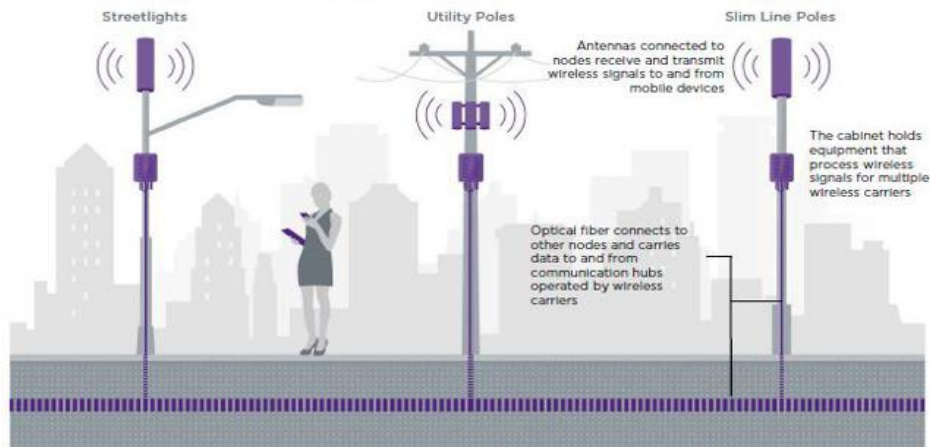 Streetlights
Utility Poles
Slim Line Poles
Antennas connected to
nodes receive and transmit
wireless signals to and from
mobile devices
The cabinet holds
equipment that
process wireless
signals for multiple
wireless carriers
Optical fiber connects to
other nodes and carries
data to and from
communication hubs
operated by wireless
carriers